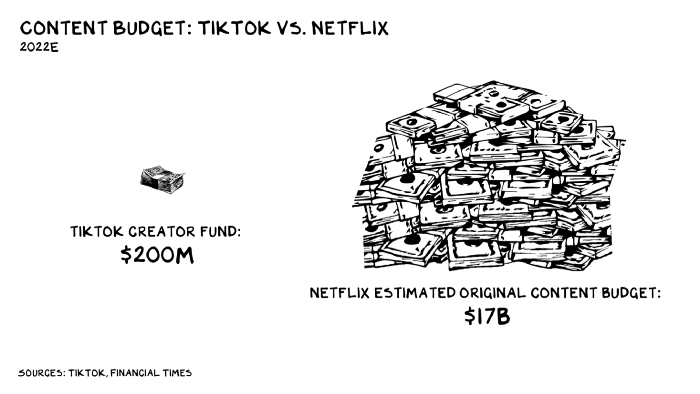 CONTENT BUDGET: TIKTOK VS. NETFLIX
2022E
TIKTOK CREATOR FUND:
$200M
NETFLIX ESTIMATED ORIGINAL CONTENT BUDGET:
$17B
SOURCES: TIKTOK, FINANCIAL TIMES